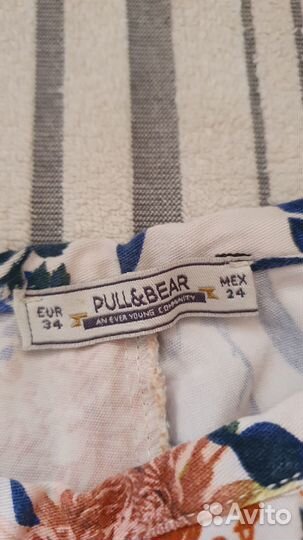 EUR
34
PULL&BEAR
AN EVER YOUNG COMMUNITY
MEX
24
Avito